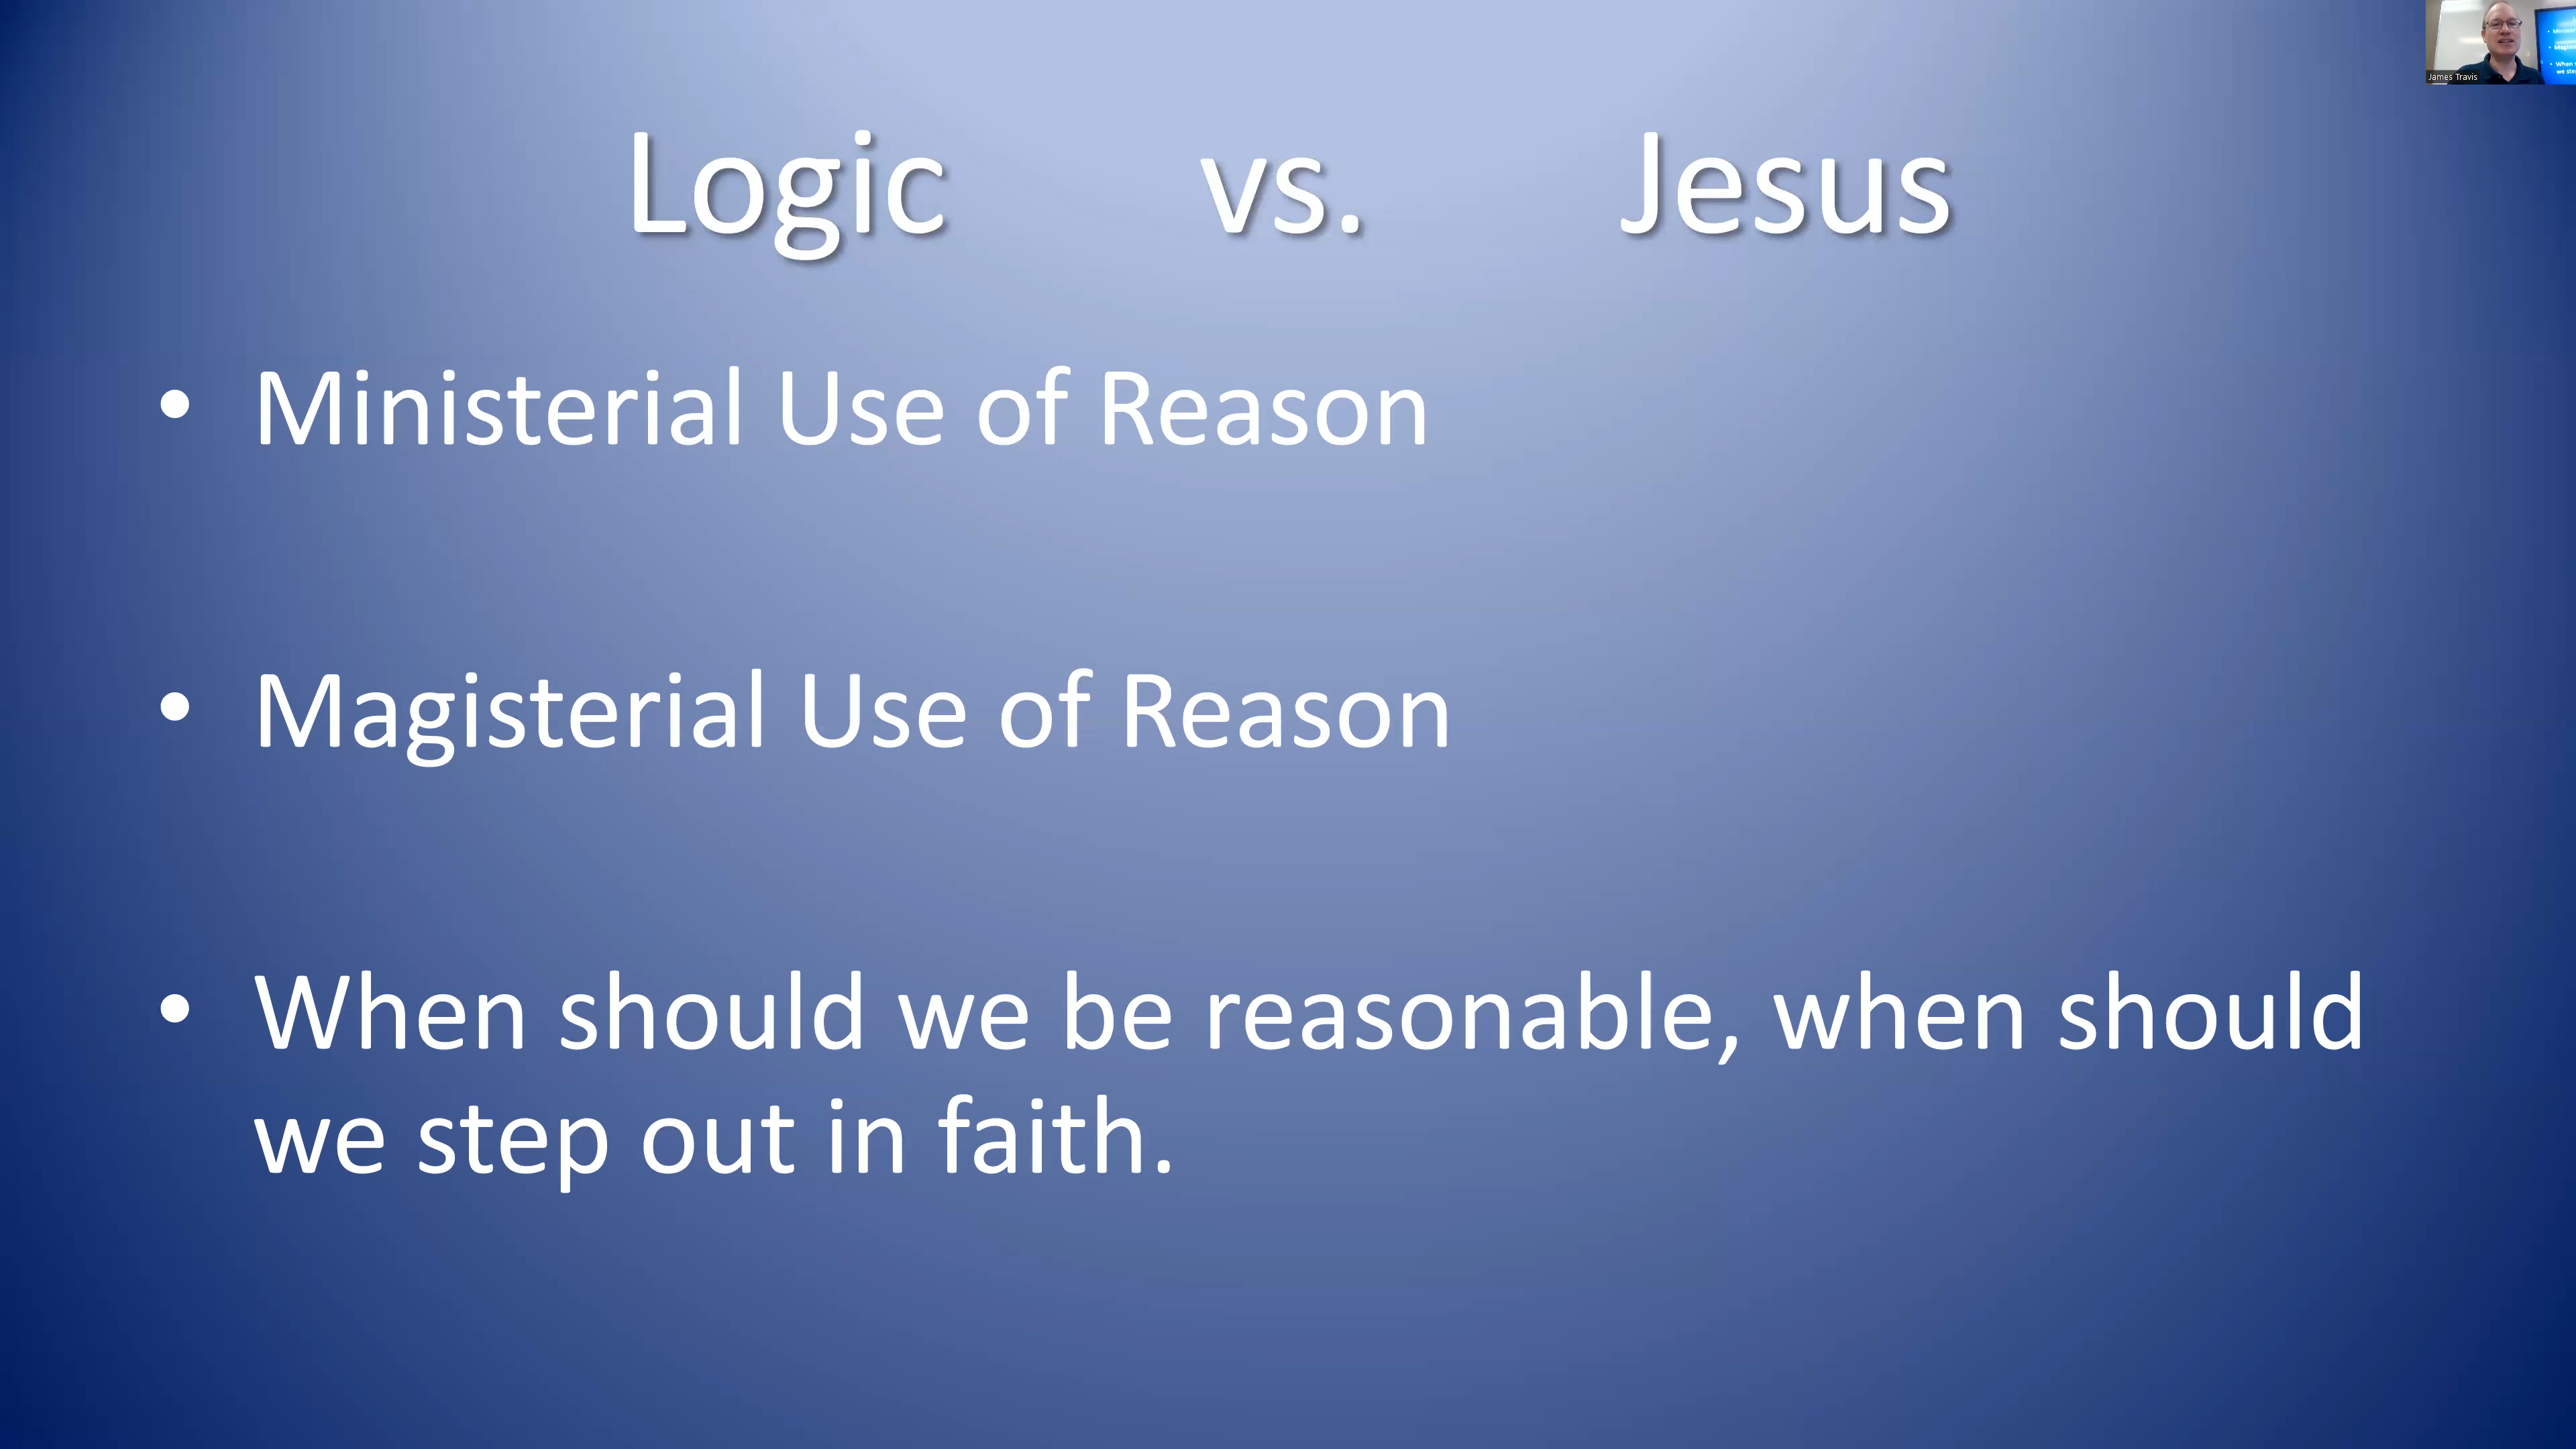 Logic vs. Jesus
• Ministerial Use of Reason
• Magisterial Use of Reason
• When should we be reasonable, when should
we step out in faith.
James Travis